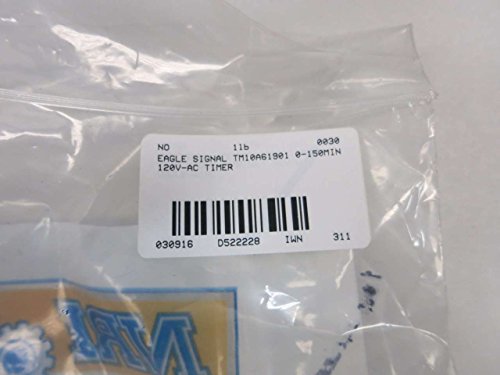 NO 1lb 0030
EAGLE SIGNAL TM10A61901 0-150MIN
120V-AC TIMER
030916 D522228 IWN 311